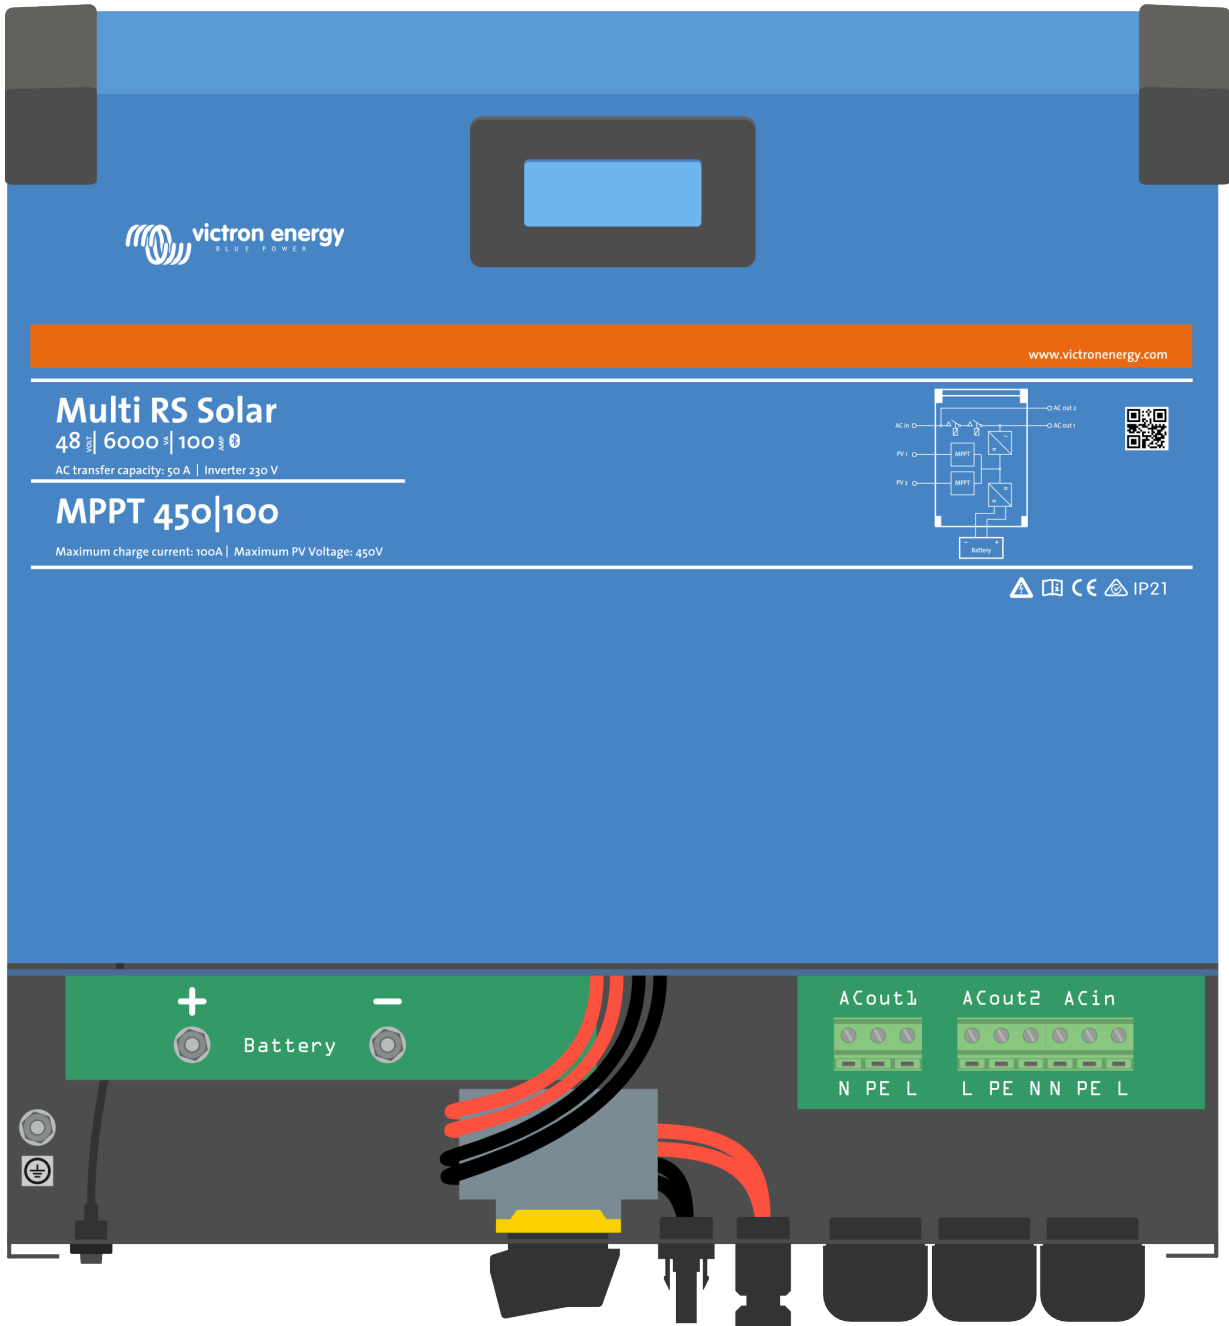 victron energy
BLUE POWER
www.victronenergy.com
Multi RS Solar
48 VOLT | 6000 VA | 100 AMP
AC transfer capacity: 50 A | Inverter 230 V
MPPT 450|100
Maximum charge current: 100A | Maximum PV Voltage: 450V
AC out 2
AC in
AC out 1
PV 1
MPPT
PV 2
MPPT
- +
Battery
CE IP21
+ -
Battery
ACout1 ACout2 ACin
N PE L L PE N N PE L